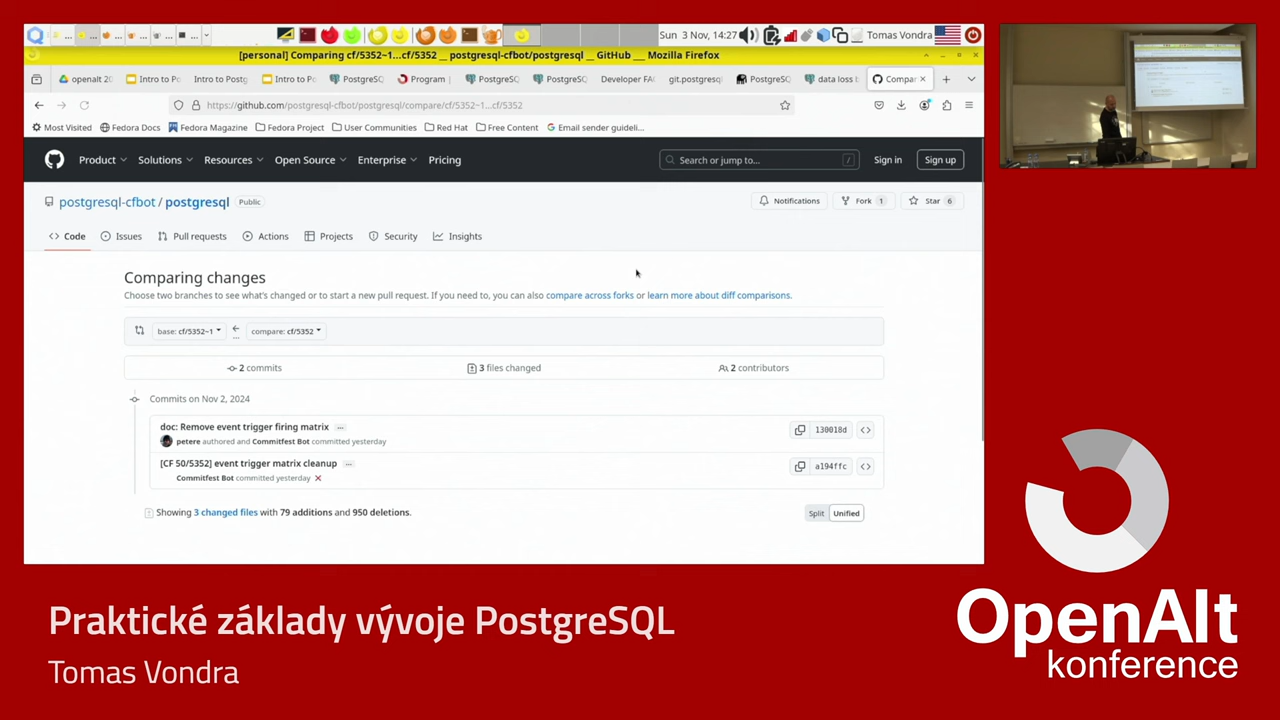 Sun 3 Nov, 14:27 Tomas Vondra
[personal] Comparing cf/5352~1...cf/5352 __ postgresql-cfbot/postgresql __ GitHub ___ Mozilla Firefox
openalt 20 Intro to Po Intro to Postg Intro to Po PostgreSQ Program PostgreSQ PostgreSQ Developer FAQ git.postgresq PostgreSQ data loss b Compar
https://github.com/postgresql-cfbot/postgresql/compare/cf/5352~1...cf/5352
Most Visited Fedora Docs Fedora Magazine Fedora Project User Communities Red Hat Free Content Email sender guideli...
Product Solutions Resources Open Source Enterprise Pricing Search or jump to... / Sign in Sign up
postgresql-cfbot / postgresql Public Notifications Fork 1 Star 6
Code Issues Pull requests Actions Projects Security Insights
Comparing changes
Choose two branches to see what's changed or to start a new pull request. If you need to, you can also compare across forks or learn more about diff comparisons.
base: cf/5352~1 ... compare: cf/5352
2 commits 3 files changed 2 contributors
Commits on Nov 2, 2024
doc: Remove event trigger firing matrix ... 130018d
petere authored and Commitfest Bot committed yesterday
[CF 50/5352] event trigger matrix cleanup ... a194ffc
Commitfest Bot committed yesterday
Showing 3 changed files with 79 additions and 950 deletions. Split Unified
Praktické základy vývoje PostgreSQL
Tomas Vondra
OpenAlt
konference